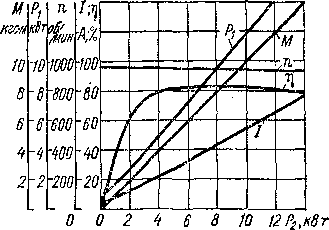 M P₁ n I,η
кгсм кВт об/мин А,%
10 10 1000 100
8 8 800 80
6 6 600 60
4 4 400 40
2 2 200 20
0 0 2 4 6 8 10 12 P₂,кВт
P₁
M
n
η
I